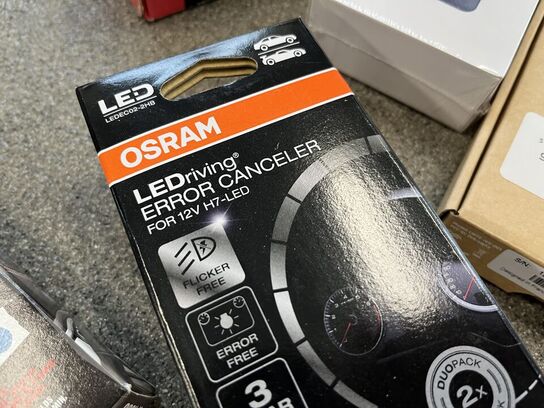 LED
LEDEC02-2HB
OSRAM
LEDriving®
ERROR CANCELER
FOR 12V H7-LED
FLICKER
FREE
ERROR
FREE
3
DUOPACK
2x
S/N: